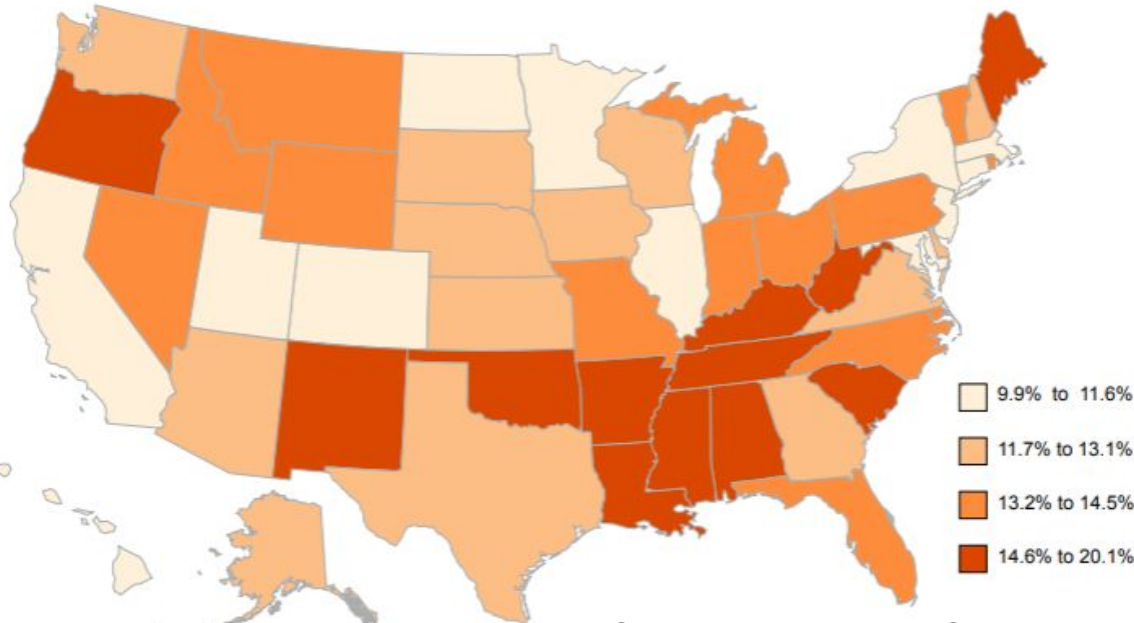 9.9% to 11.6%
11.7% to 13.1%
13.2% to 14.5%
14.6% to 20.1%